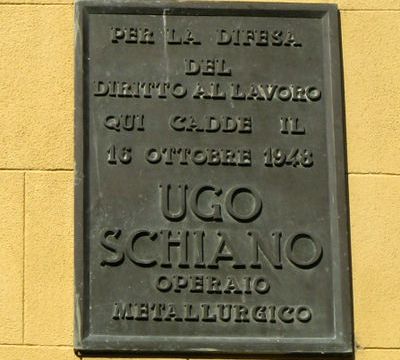 PER LA DIFESA
DEL
DIRITTO AL LAVORO
QUI CADDE IL
16 OTTOBRE 1948
UGO
SCHIANO
OPERAIO
METALLURGICO